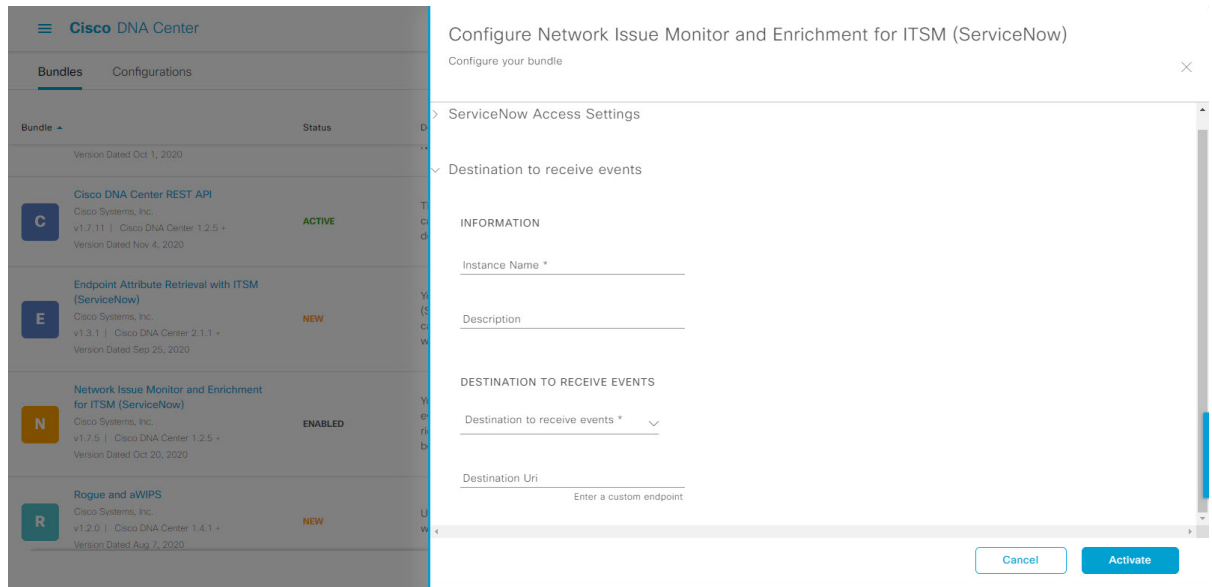 Cisco DNA Center
Bundles Configurations
Bundle Status
Version Dated Oct 1, 2020
C
Cisco DNA Center REST API
Cisco Systems, Inc.
v1.7.11 | Cisco DNA Center 1.2.5 +
Version Dated Nov 4, 2020
ACTIVE
E
Endpoint Attribute Retrieval with ITSM
(ServiceNow)
Cisco Systems, Inc.
v1.3.1 | Cisco DNA Center 2.1.1 +
Version Dated Sep 25, 2020
NEW
N
Network Issue Monitor and Enrichment
for ITSM (ServiceNow)
Cisco Systems, Inc.
v1.7.5 | Cisco DNA Center 1.2.5 +
Version Dated Oct 20, 2020
ENABLED
R
Rogue and aWIPS
Cisco Systems, Inc.
v1.2.0 | Cisco DNA Center 1.4.1 +
Version Dated Aug 7, 2020
NEW
Configure Network Issue Monitor and Enrichment for ITSM (ServiceNow)
Configure your bundle
ServiceNow Access Settings
Destination to receive events
INFORMATION
Instance Name *
Description
DESTINATION TO RECEIVE EVENTS
Destination to receive events *
Destination Uri
Enter a custom endpoint
Cancel Activate